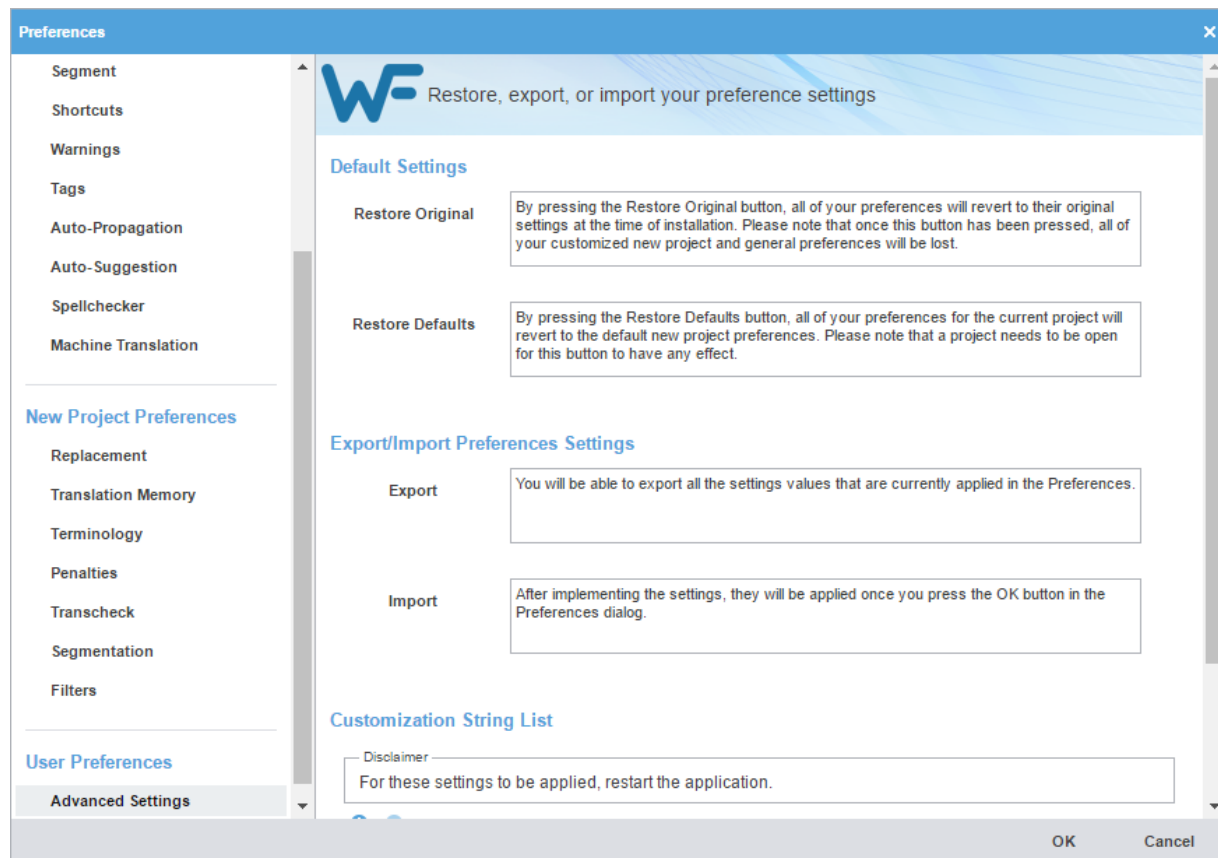 Preferences
Segment
Shortcuts
Warnings
Tags
Auto-Propagation
Auto-Suggestion
Spellchecker
Machine Translation
New Project Preferences
Replacement
Translation Memory
Terminology
Penalties
Transcheck
Segmentation
Filters
User Preferences
Advanced Settings
WF
Restore, export, or import your preference settings
Default Settings
Restore Original
By pressing the Restore Original button, all of your preferences will revert to their original
settings at the time of installation. Please note that once this button has been pressed, all of
your customized new project and general preferences will be lost.
Restore Defaults
By pressing the Restore Defaults button, all of your preferences for the current project will
revert to the default new project preferences. Please note that a project needs to be open
for this button to have any effect.
Export/Import Preferences Settings
Export
You will be able to export all the settings values that are currently applied in the Preferences.
Import
After implementing the settings, they will be applied once you press the OK button in the
Preferences dialog.
Customization String List
Disclaimer
For these settings to be applied, restart the application.
OK
Cancel